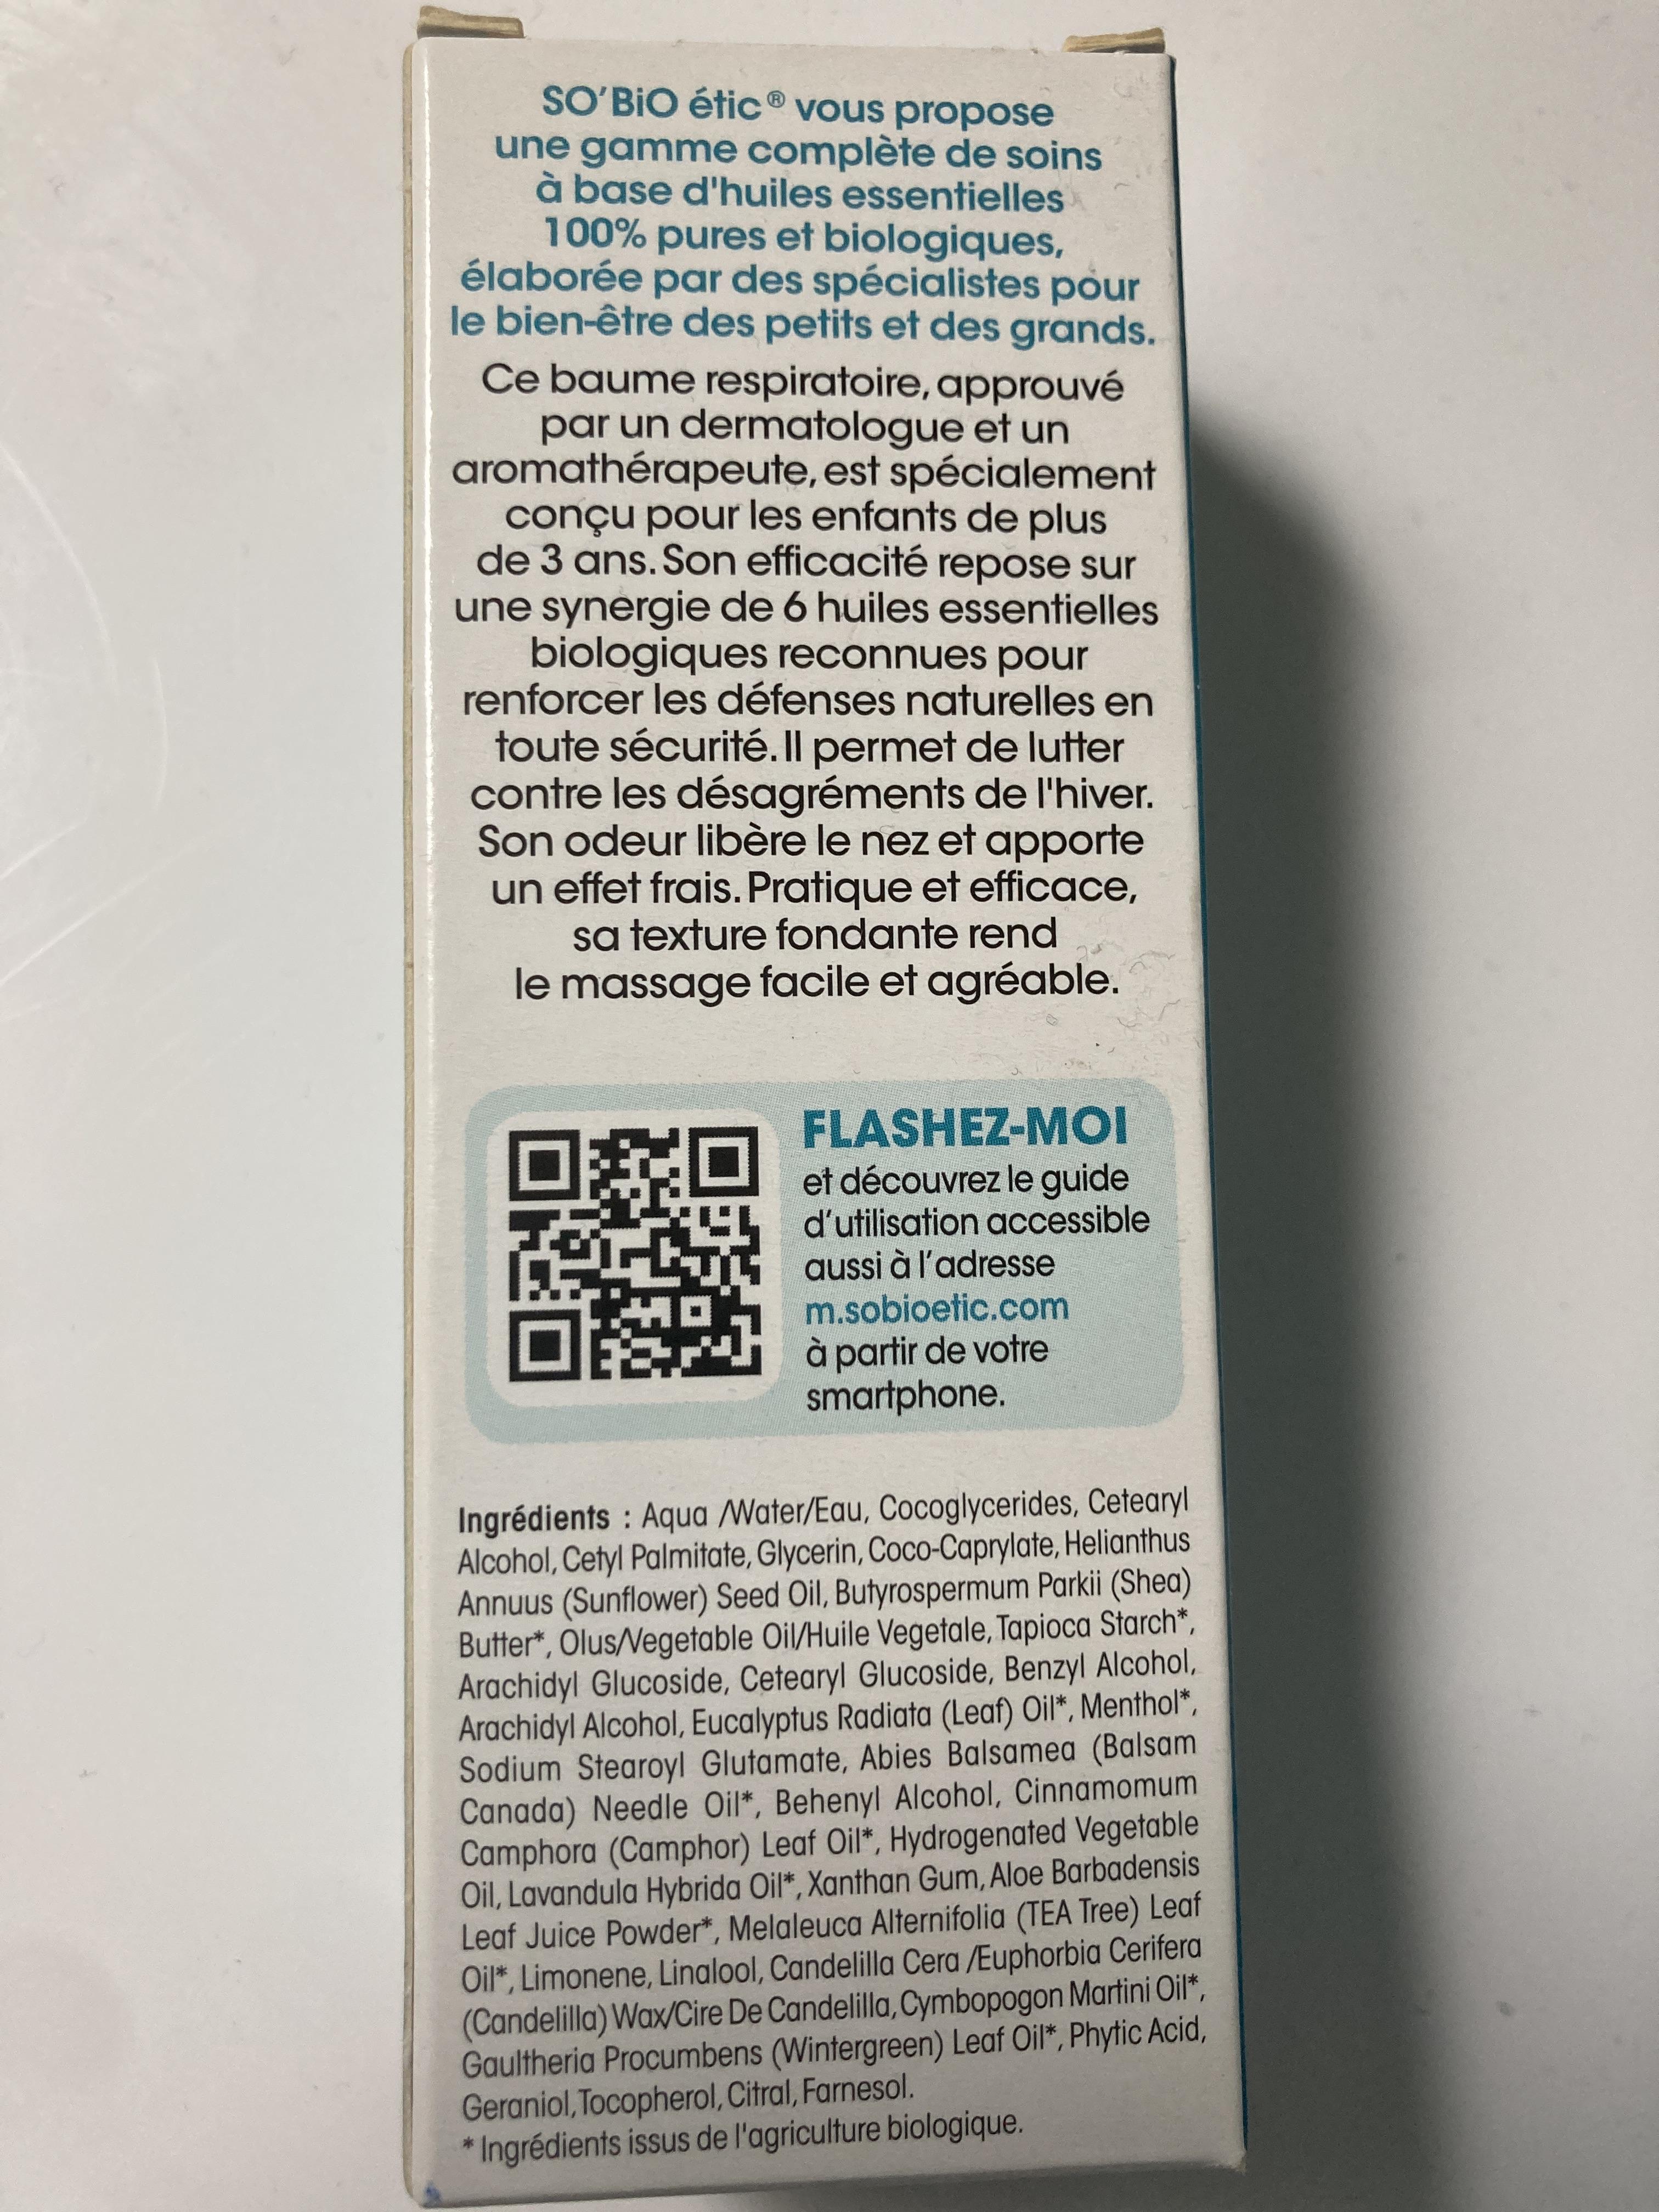 SO'BiO étic® vous propose
une gamme complète de soins
à base d'huiles essentielles
100% pures et biologiques,
élaborée par des spécialistes pour
le bien-être des petits et des grands.
Ce baume respiratoire, approuvé
par un dermatologue et un
aromathérapeute, est spécialement
conçu pour les enfants de plus
de 3 ans. Son efficacité repose sur
une synergie de 6 huiles essentielles
biologiques reconnues pour
renforcer les défenses naturelles en
toute sécurité. Il permet de lutter
contre les désagréments de l'hiver.
Son odeur libère le nez et apporte
un effet frais. Pratique et efficace,
sa texture fondante rend
le massage facile et agréable.
FLASHEZ-MOI
et découvrez le guide
d'utilisation accessible
aussi à l'adresse
m.sobioetic.com
à partir de votre
smartphone.
Ingrédients : Aqua /Water/Eau, Cocoglycerides, Cetearyl
Alcohol, Cetyl Palmitate, Glycerin, Coco-Caprylate, Helianthus
Annuus (Sunflower) Seed Oil, Butyrospermum Parkii (Shea)
Butter*, Olus/Vegetable Oil/Huile Vegetale, Tapioca Starch*,
Arachidyl Glucoside, Cetearyl Glucoside, Benzyl Alcohol,
Arachidyl Alcohol, Eucalyptus Radiata (Leaf) Oil*, Menthol*,
Sodium Stearoyl Glutamate, Abies Balsamea (Balsam
Canada) Needle Oil*, Behenyl Alcohol, Cinnamomum
Camphora (Camphor) Leaf Oil*, Hydrogenated Vegetable
Oil, Lavandula Hybrida Oil*, Xanthan Gum, Aloe Barbadensis
Leaf Juice Powder*, Melaleuca Alternifolia (TEA Tree) Leaf
Oil*, Limonene, Linalool, Candelilla Cera /Euphorbia Cerifera
(Candelilla) Wax/Cire De Candelilla, Cymbopogon Martini Oil*,
Gaultheria Procumbens (Wintergreen) Leaf Oil*, Phytic Acid,
Geraniol, Tocopherol, Citral, Farnesol.
* Ingrédients issus de l'agriculture biologique.